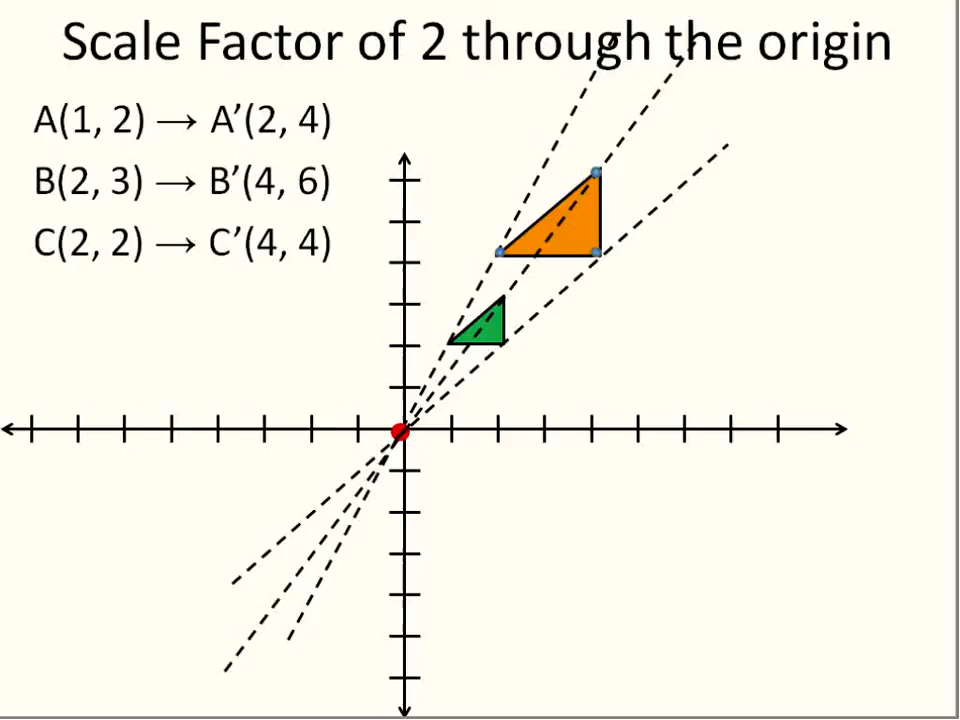 Scale Factor of 2 through the origin
A(1, 2) → A’(2, 4)
B(2, 3) → B’(4, 6)
C(2, 2) → C’(4, 4)